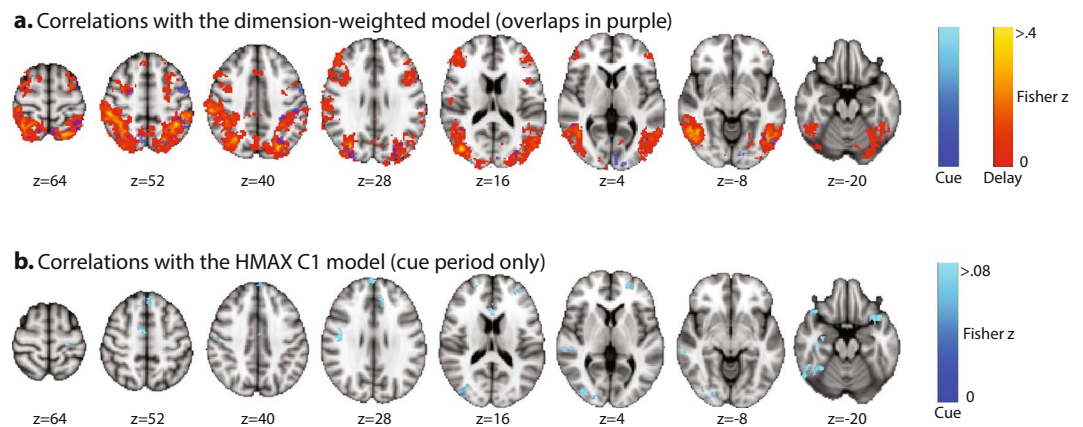 a. Correlations with the dimension-weighted model (overlaps in purple)
>.4
Fisher z
0
z=64 z=52 z=40 z=28 z=16 z=4 z=-8 z=-20
Cue Delay
b. Correlations with the HMAX C1 model (cue period only)
>.08
Fisher z
0
z=64 z=52 z=40 z=28 z=16 z=4 z=-8 z=-20
Cue